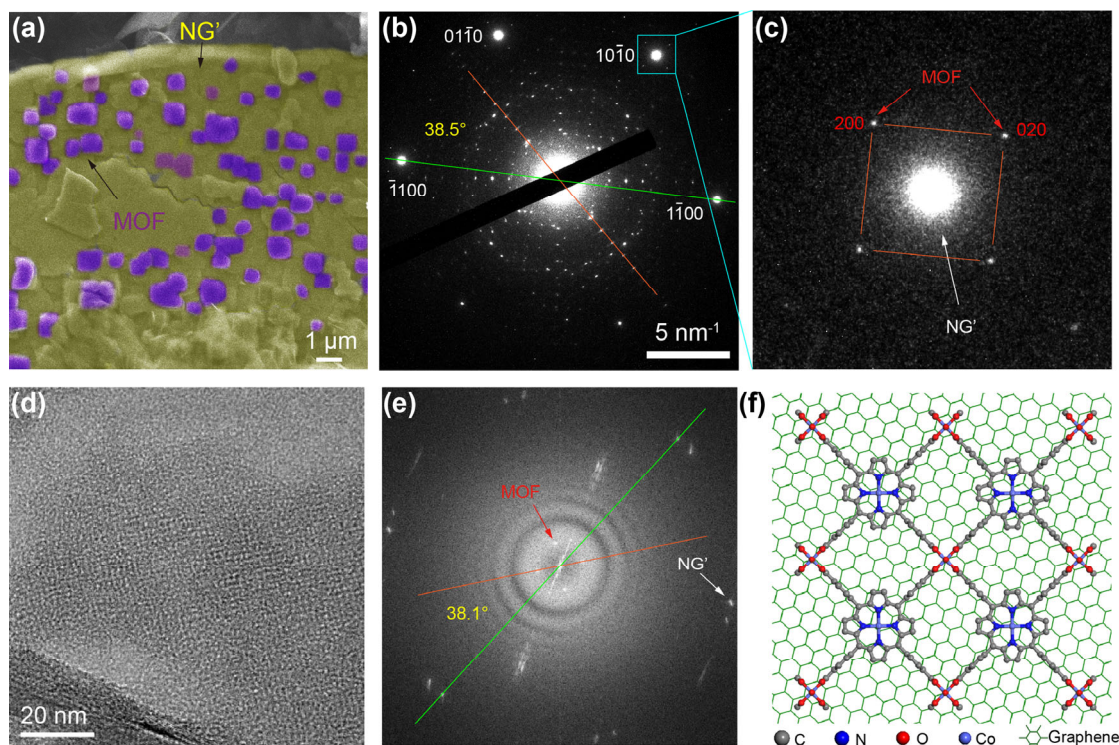 (a)
NG'
MOF
1 μm
(b)
011̄0
101̄0
38.5°
1̄100
11̄00
5 nm⁻¹
(c)
MOF
200
020
NG'
(d)
20 nm
(e)
MOF
NG'
38.1°
(f)
C N O Co Graphene